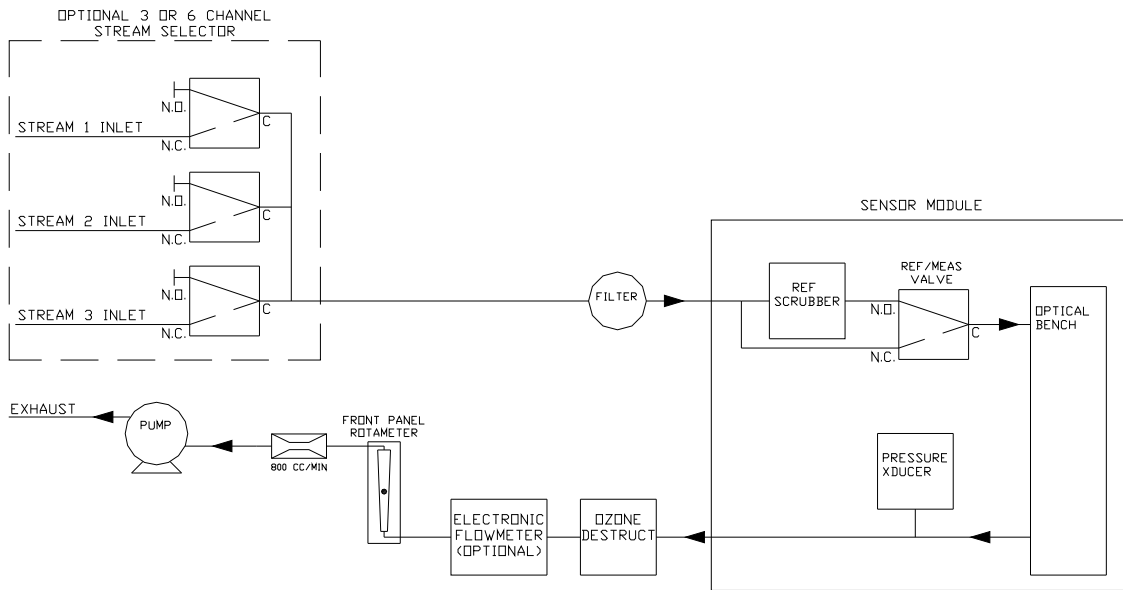 OPTIONAL 3 OR 6 CHANNEL
STREAM SELECTOR
N.O.
C
STREAM 1 INLET
N.C.
N.O.
C
STREAM 2 INLET
N.C.
N.O.
C
STREAM 3 INLET
N.C.
FILTER
SENSOR MODULE
REF
SCRUBBER
REF/MEAS
VALVE
N.O.
C
N.C.
OPTICAL
BENCH
EXHAUST
PUMP
800 CC/MIN
FRONT PANEL
ROTAMETER
ELECTRONIC
FLOWMETER
(OPTIONAL)
OZONE
DESTRUCT
PRESSURE
XDUCER